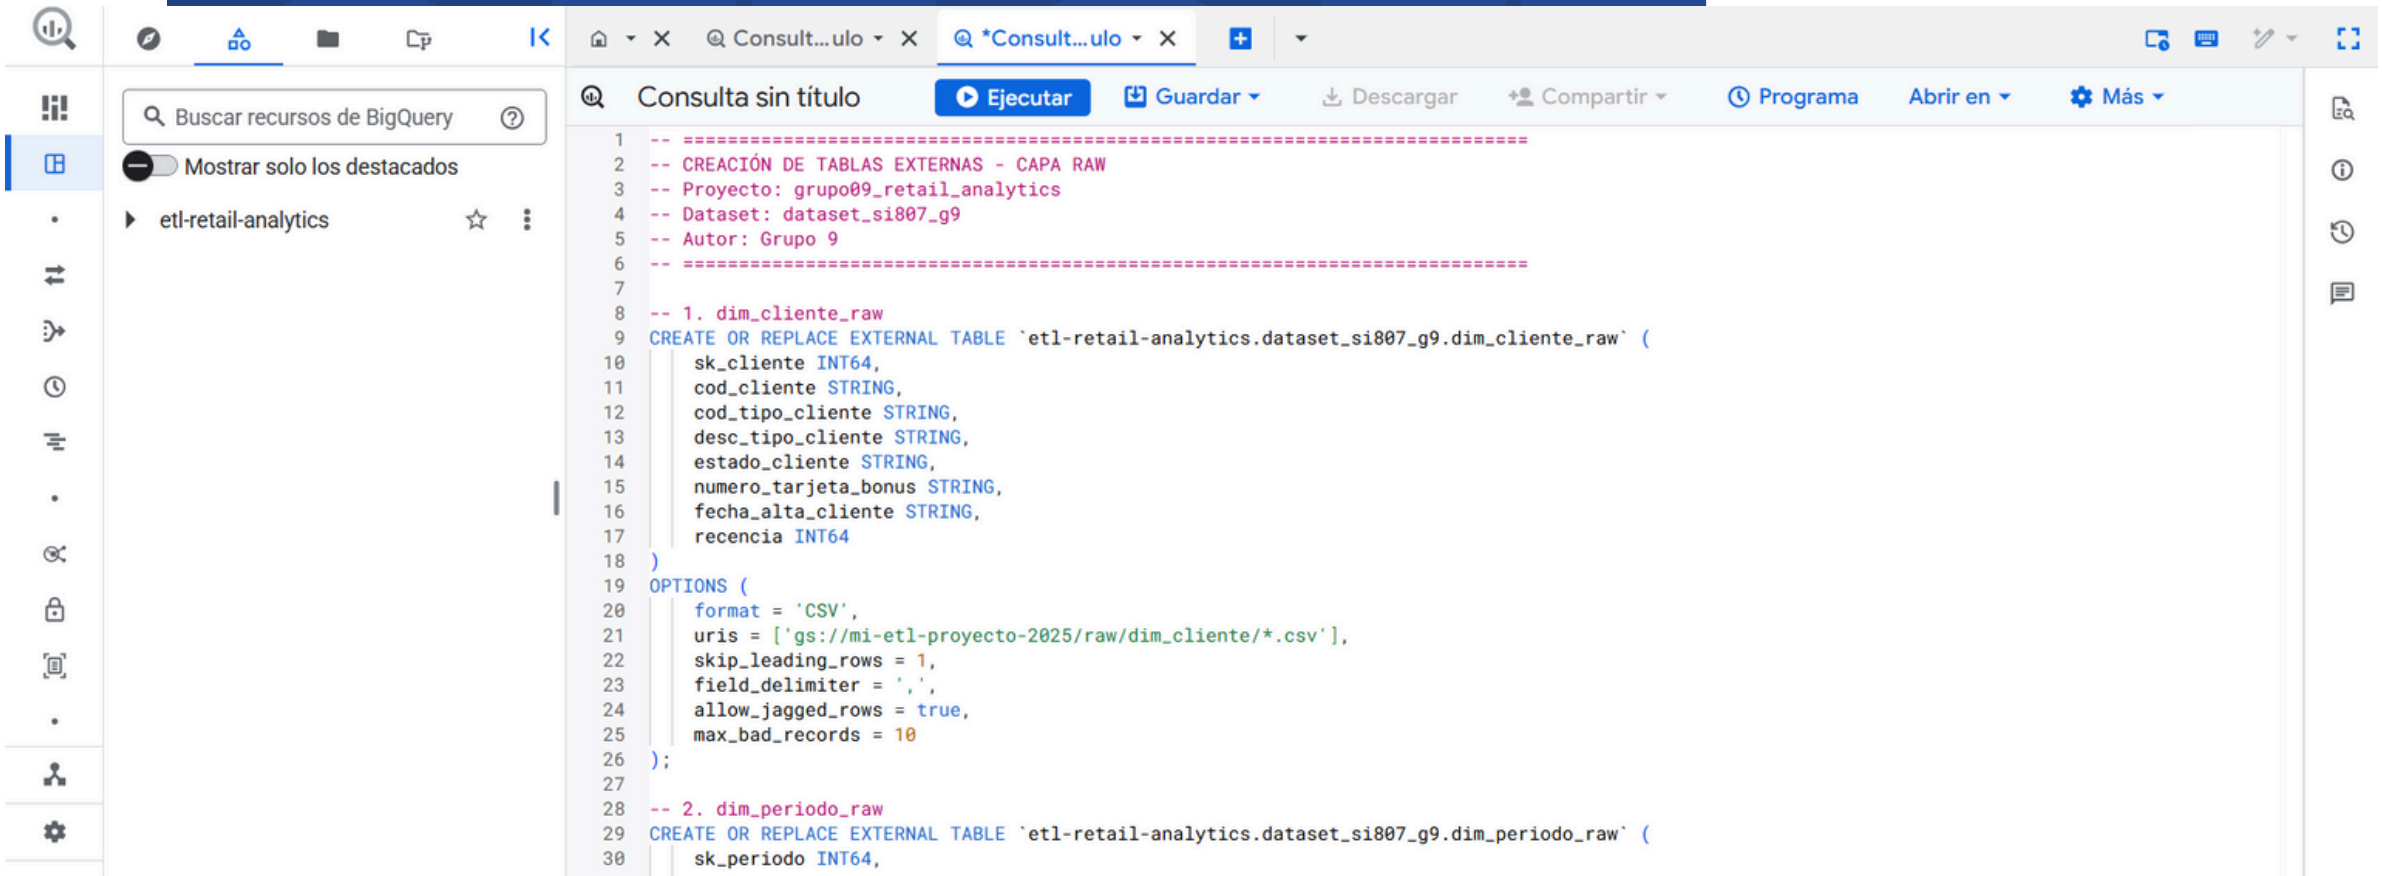 Consult...ulo
*Consult...ulo
Buscar recursos de BigQuery
Mostrar solo los destacados
etl-retail-analytics
Consulta sin título
Ejecutar
Guardar
Descargar
Compartir
Programa
Abrir en
Más
1 -- ============================================================================
2 -- CREACIÓN DE TABLAS EXTERNAS - CAPA RAW
3 -- Proyecto: grupo09_retail_analytics
4 -- Dataset: dataset_si807_g9
5 -- Autor: Grupo 9
6 -- ============================================================================
7
8 -- 1. dim_cliente_raw
9 CREATE OR REPLACE EXTERNAL TABLE `etl-retail-analytics.dataset_si807_g9.dim_cliente_raw` (
10 sk_cliente INT64,
11 cod_cliente STRING,
12 cod_tipo_cliente STRING,
13 desc_tipo_cliente STRING,
14 estado_cliente STRING,
15 numero_tarjeta_bonus STRING,
16 fecha_alta_cliente STRING,
17 recencia INT64
18 )
19 OPTIONS (
20 format = 'CSV',
21 uris = ['gs://mi-etl-proyecto-2025/raw/dim_cliente/*.csv'],
22 skip_leading_rows = 1,
23 field_delimiter = ',',
24 allow_jagged_rows = true,
25 max_bad_records = 10
26 );
27
28 -- 2. dim_periodo_raw
29 CREATE OR REPLACE EXTERNAL TABLE `etl-retail-analytics.dataset_si807_g9.dim_periodo_raw` (
30 sk_periodo INT64,